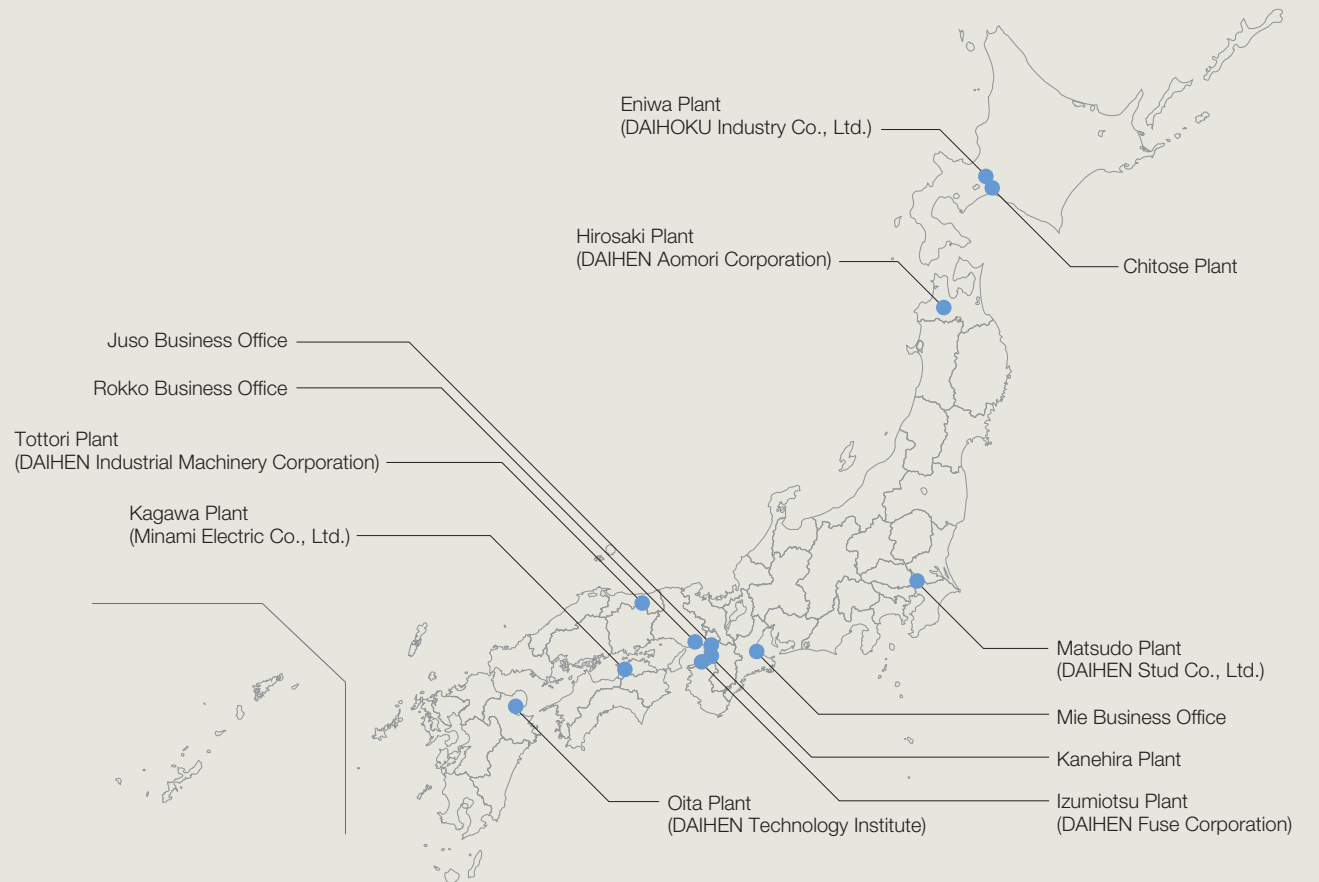 Eniwa Plant
(DAIHOKU Industry Co., Ltd.)
Hirosaki Plant
(DAIHEN Aomori Corporation)
Chitose Plant
Juso Business Office
Rokko Business Office
Tottori Plant
(DAIHEN Industrial Machinery Corporation)
Kagawa Plant
(Minami Electric Co., Ltd.)
Matsudo Plant
(DAIHEN Stud Co., Ltd.)
Mie Business Office
Kanehira Plant
Izumiotsu Plant
(DAIHEN Fuse Corporation)
Oita Plant
(DAIHEN Technology Institute)